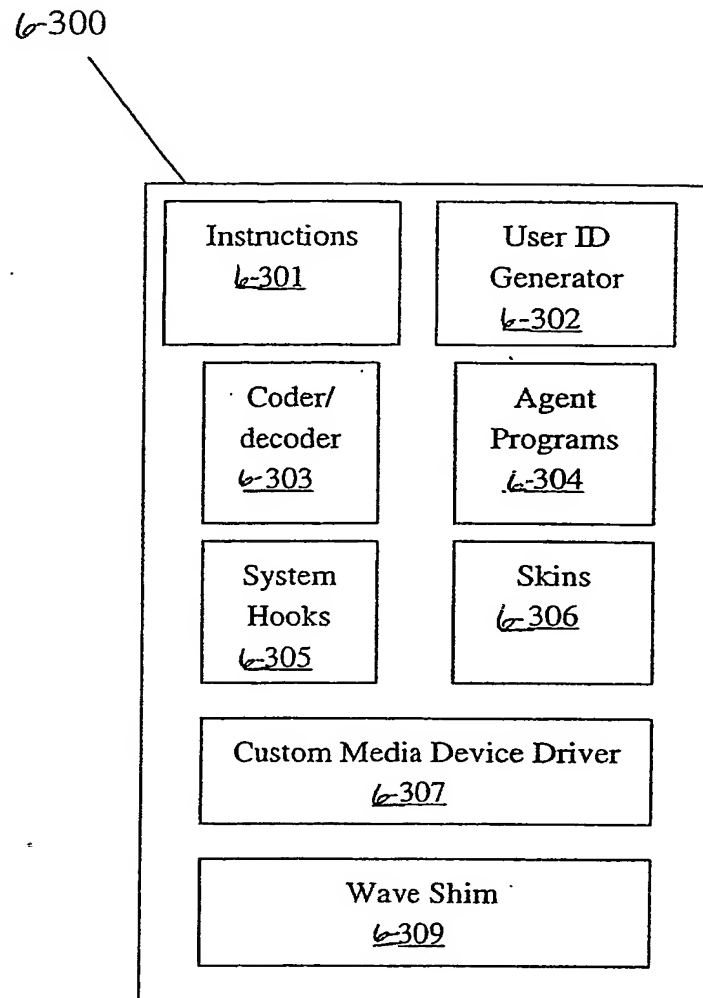 6-300
Instructions
6-301
User ID
Generator
6-302
Coder/
decoder
6-303
Agent
Programs
6-304
System
Hooks
6-305
Skins
6-306
Custom Media Device Driver
6-307
Wave Shim
6-309